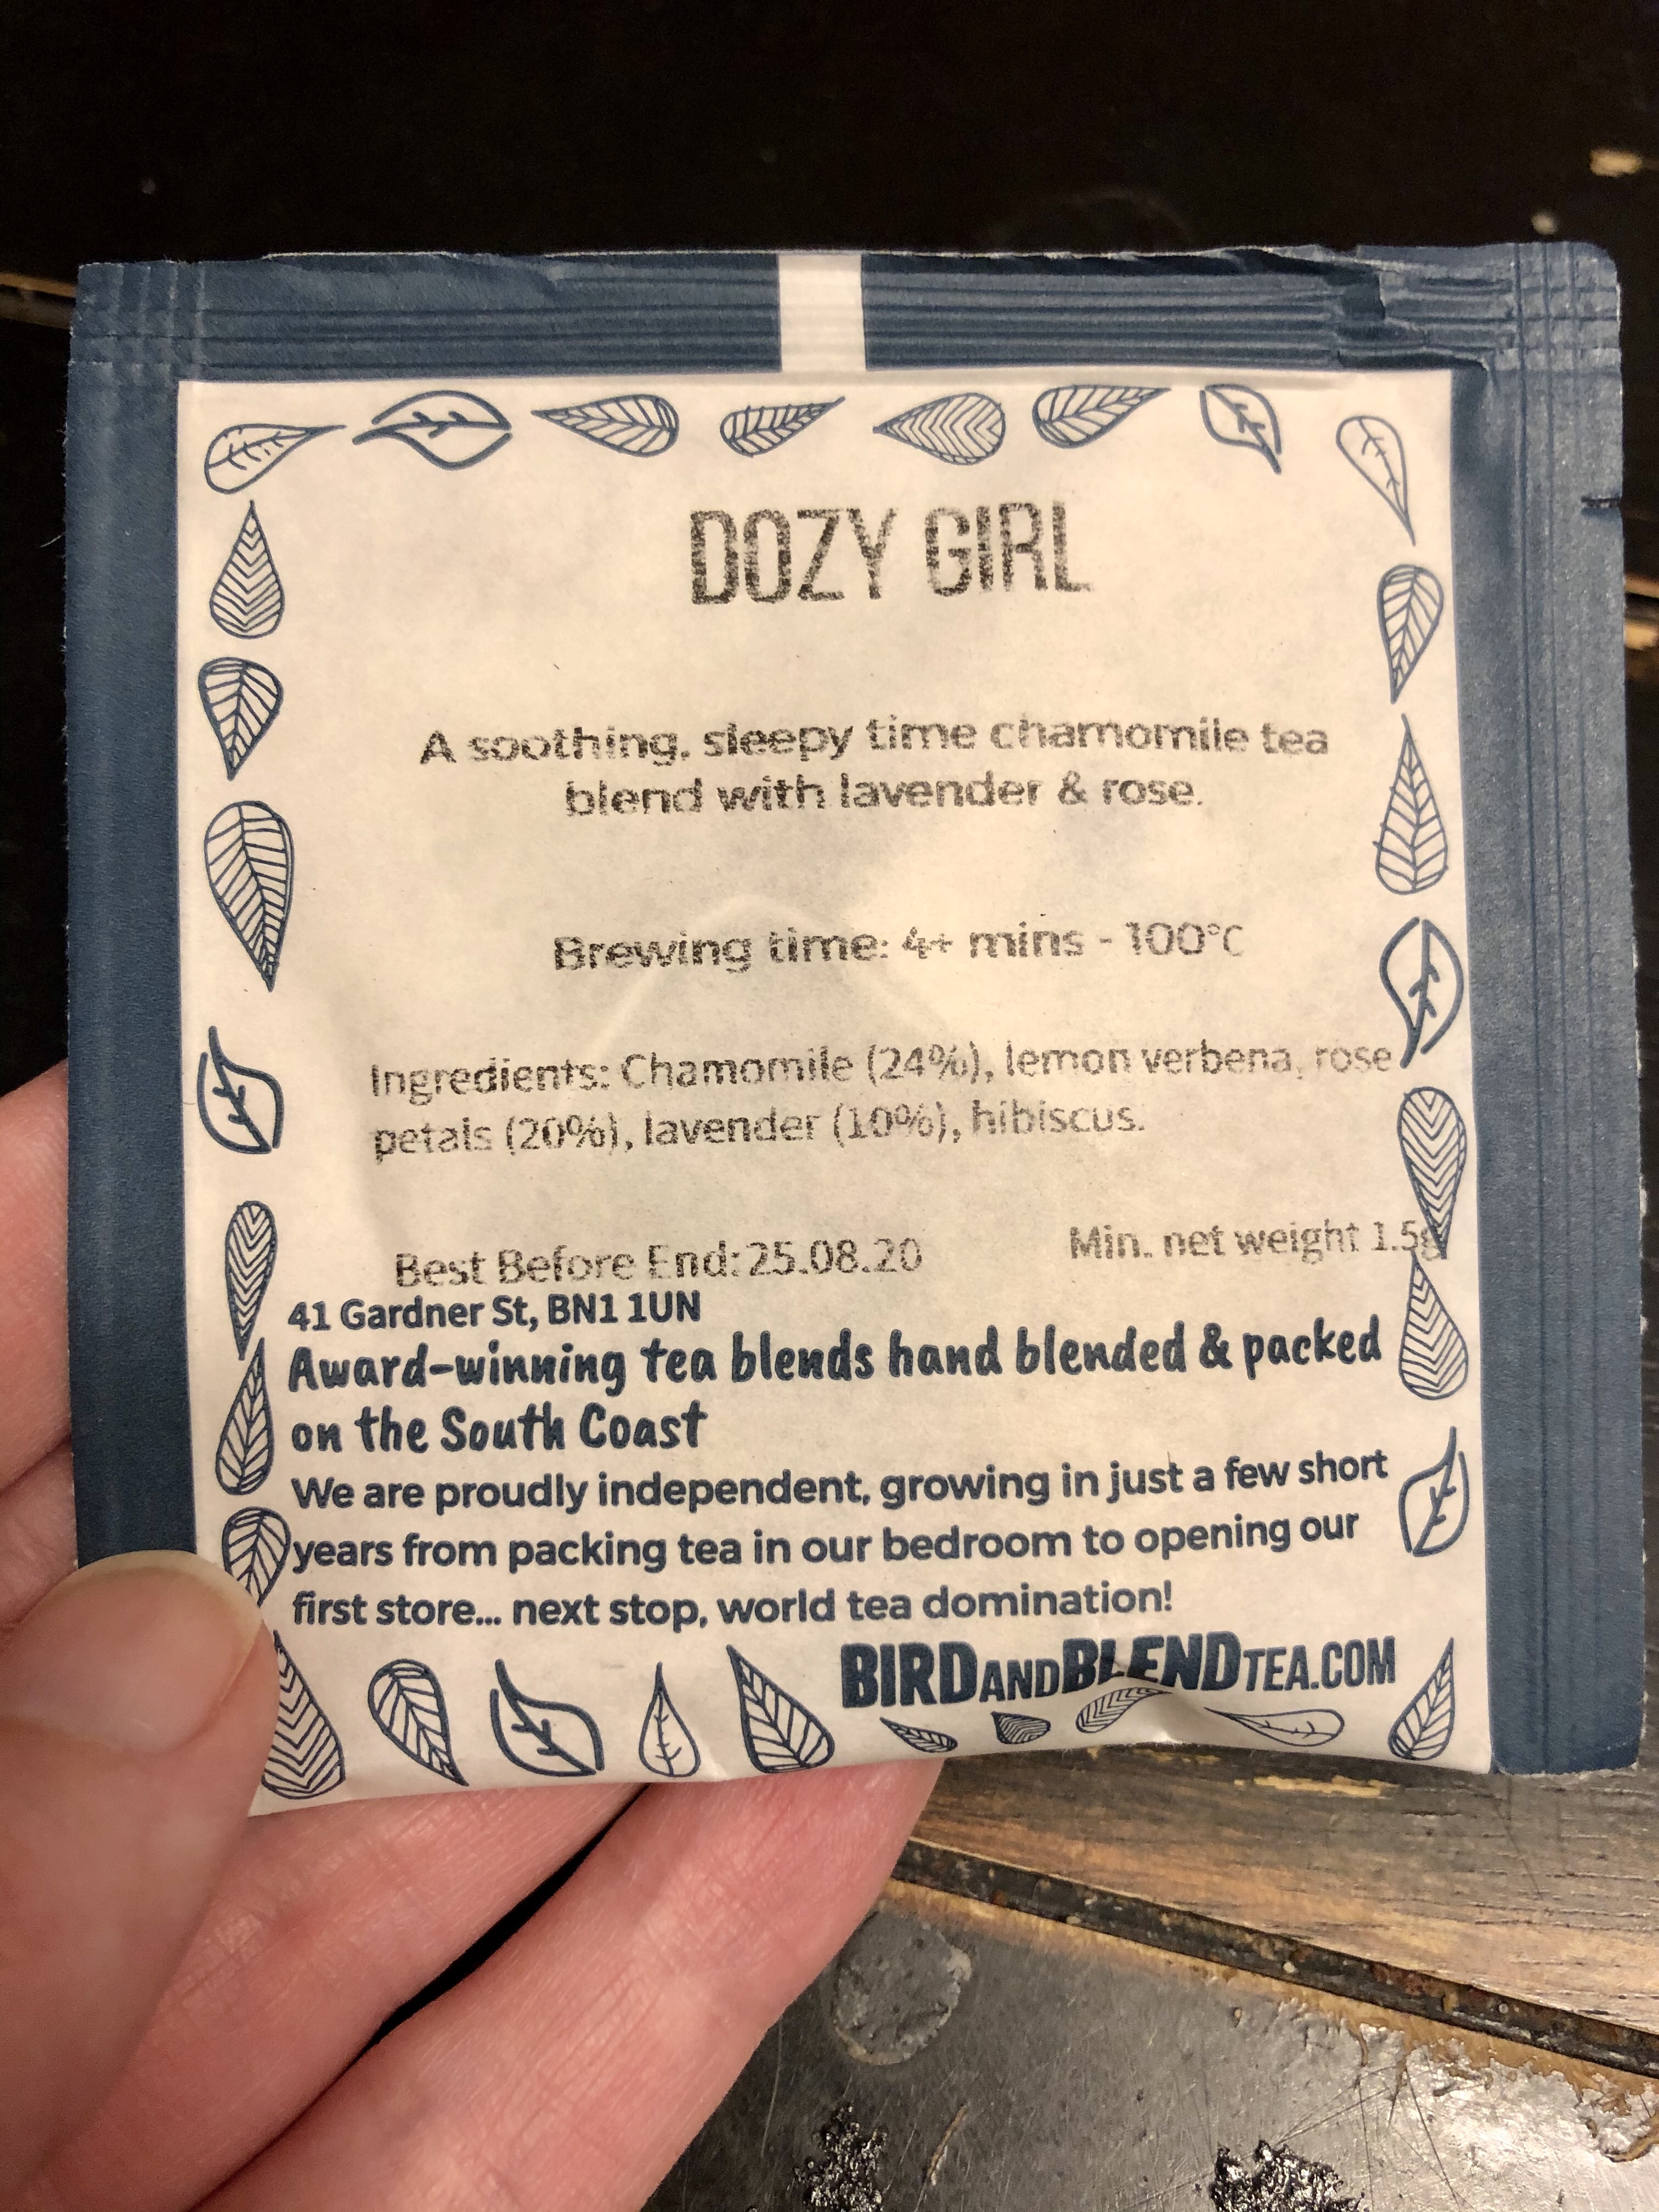 DOZY GIRL
A soothing, sleepy time chamomile tea
blend with lavender & rose.
Brewing time: 4+ mins - 100°C
Ingredients: Chamomile (24%), lemon verbena, rose
petals (20%), lavender (10%), hibiscus.
Best Before End: 25.08.20
Min. net weight 1.5g
41 Gardner St, BN1 1UN
Award-winning tea blends hand blended & packed
on the South Coast
We are proudly independent, growing in just a few short
years from packing tea in our bedroom to opening our
first store... next stop, world tea domination!
BIRDANDBLENDTEA.COM